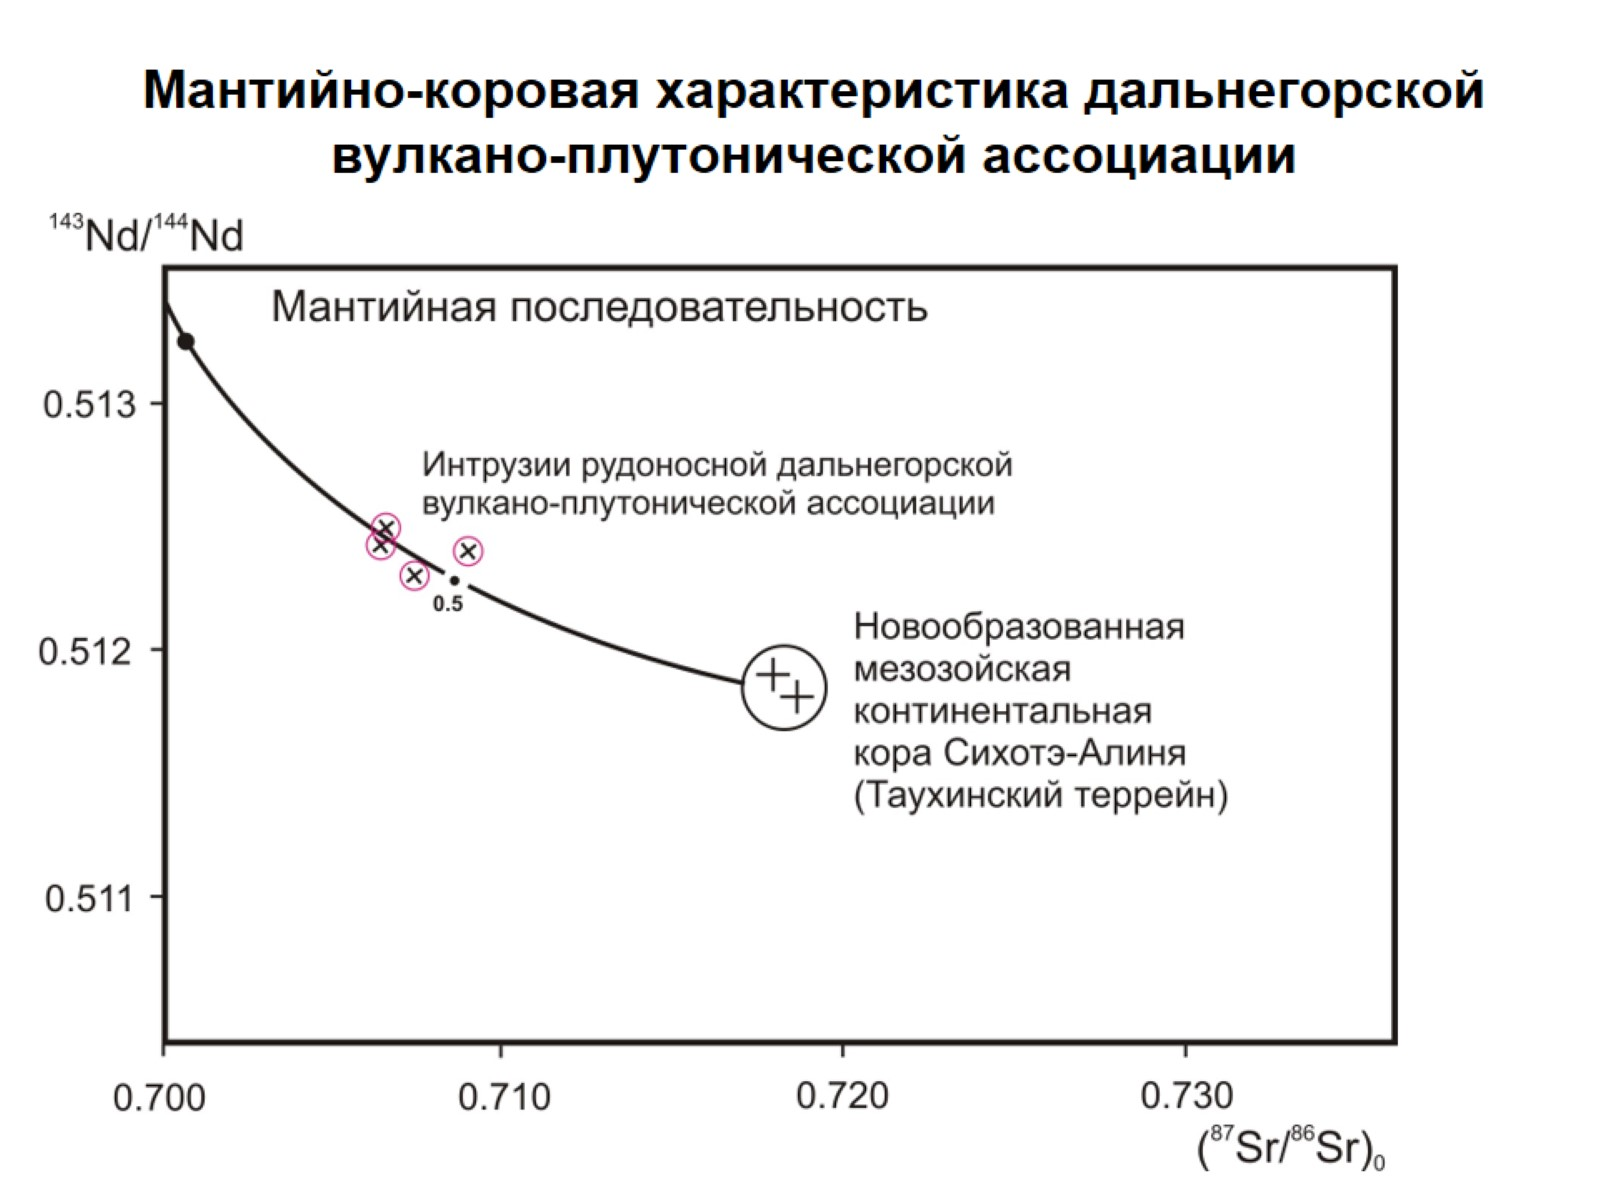 Мантийно-коровая характеристика дальнегорской
вулкано-плутонической ассоциации
¹⁴³Nd/¹⁴⁴Nd
Мантийная последовательность
0.513
Интрузии рудоносной дальнегорской
вулкано-плутонической ассоциации
0.5
0.512
Новообразованная
мезозойская
континентальная
кора Сихотэ-Алиня
(Таухинский террейн)
0.511
0.700 0.710 0.720 0.730
(⁸⁷Sr/⁸⁶Sr)₀